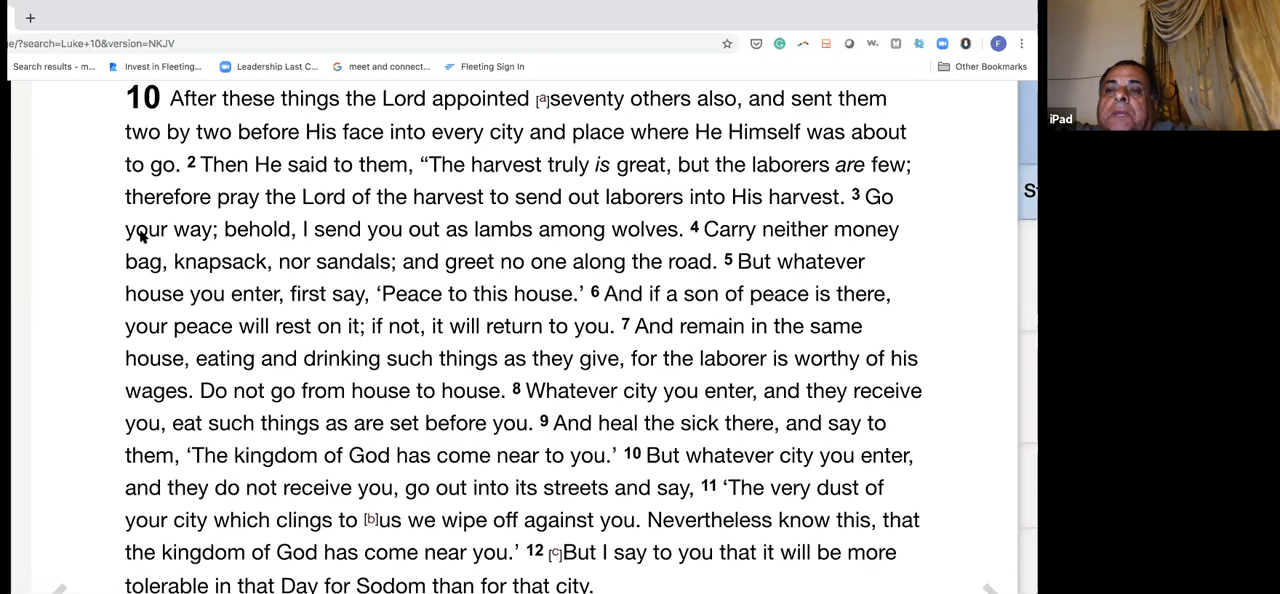 e/?search=Luke+10&version=NKJV
Search results - m... Invest in Fleeting... Leadership Last C... meet and connect... Fleeting Sign In Other Bookmarks
iPad
10 After these things the Lord appointed [a]seventy others also, and sent them
two by two before His face into every city and place where He Himself was about
to go. 2 Then He said to them, “The harvest truly is great, but the laborers are few;
therefore pray the Lord of the harvest to send out laborers into His harvest. 3 Go
your way; behold, I send you out as lambs among wolves. 4 Carry neither money
bag, knapsack, nor sandals; and greet no one along the road. 5 But whatever
house you enter, first say, ‘Peace to this house.’ 6 And if a son of peace is there,
your peace will rest on it; if not, it will return to you. 7 And remain in the same
house, eating and drinking such things as they give, for the laborer is worthy of his
wages. Do not go from house to house. 8 Whatever city you enter, and they receive
you, eat such things as are set before you. 9 And heal the sick there, and say to
them, ‘The kingdom of God has come near to you.’ 10 But whatever city you enter,
and they do not receive you, go out into its streets and say, 11 ‘The very dust of
your city which clings to [b]us we wipe off against you. Nevertheless know this, that
the kingdom of God has come near you.’ 12 [c]But I say to you that it will be more
tolerable in that Day for Sodom than for that city.